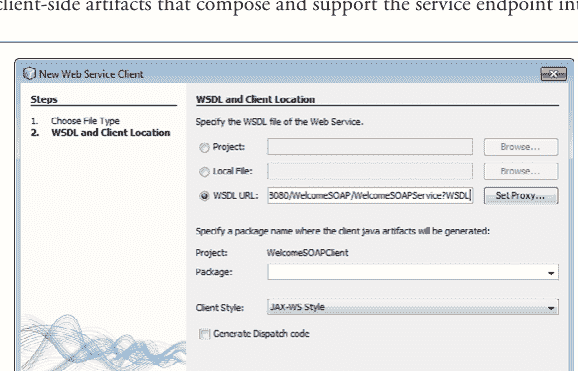 client-side artifacts that compose and support the service endpoint int
New Web Service Client
Steps
1. Choose File Type
2. WSDL and Client Location
WSDL and Client Location
Specify the WSDL file of the Web Service.
Project:
Browse...
Local File:
Browse...
WSDL URL:
8080/WelcomeSOAP/WelcomeSOAPService?WSDL
Set Proxy...
Specify a package name where the client java artifacts will be generated:
Project: WelcomeSOAPClient
Package:
Client Style: JAX-WS Style
Generate Dispatch code